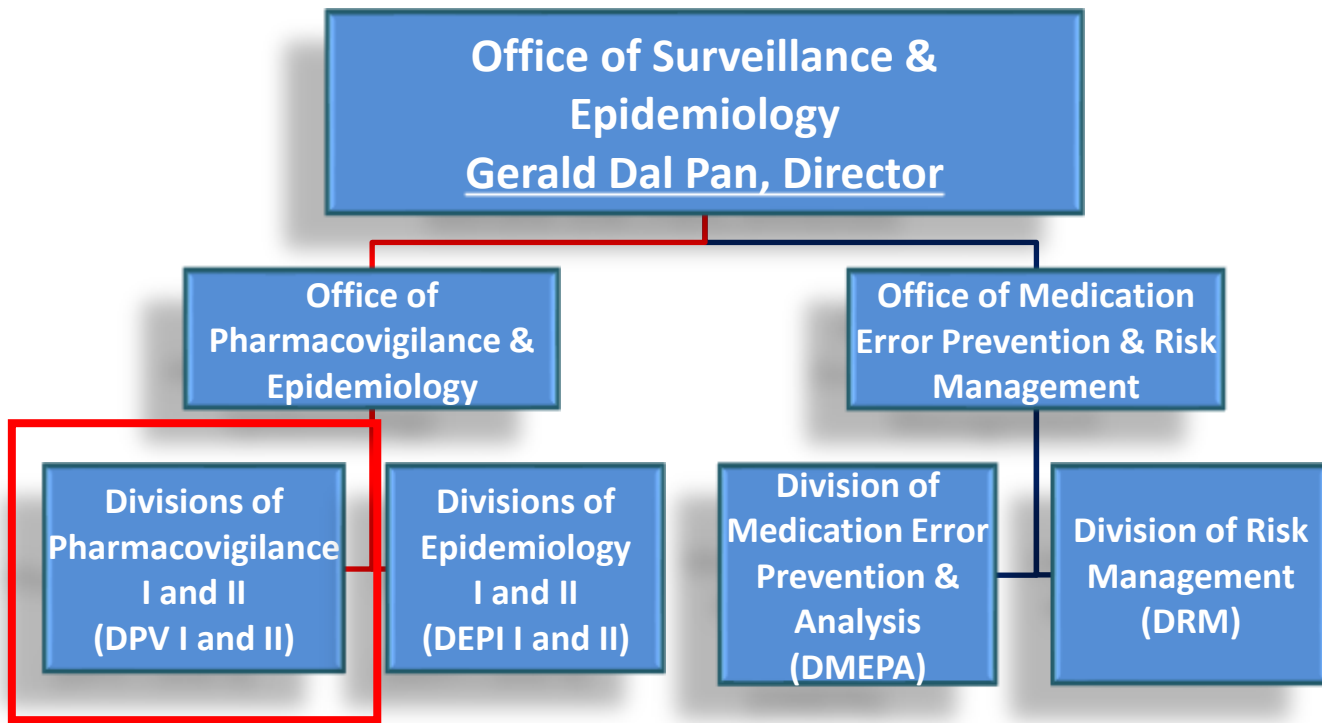 Office of Surveillance &
Epidemiology
Gerald Dal Pan, Director
Office of
Pharmacovigilance &
Epidemiology
Office of Medication
Error Prevention & Risk
Management
Divisions of
Pharmacovigilance
I and II
(DPV I and II)
Divisions of
Epidemiology
I and II
(DEPI I and II)
Division of
Medication Error
Prevention &
Analysis
(DMEPA)
Division of Risk
Management
(DRM)